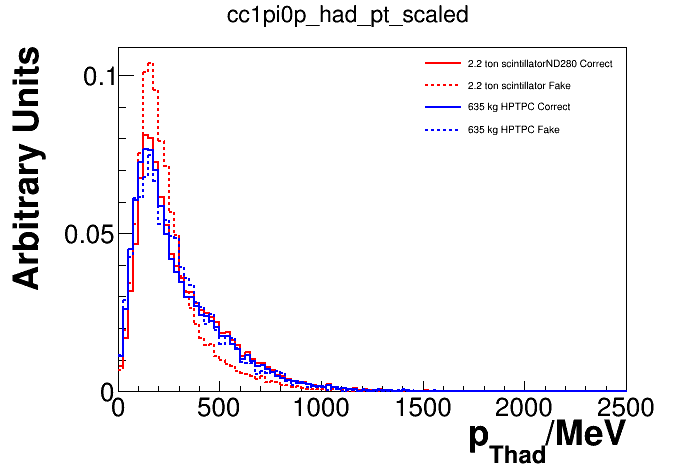 cc1pi0p_had_pt_scaled
Arbitrary Units
0.1
0.05
0
2.2 ton scintillatorND280 Correct
2.2 ton scintillator Fake
635 kg HPTPC Correct
635 kg HPTPC Fake
0 500 1000 1500 2000 2500
pThad/MeV